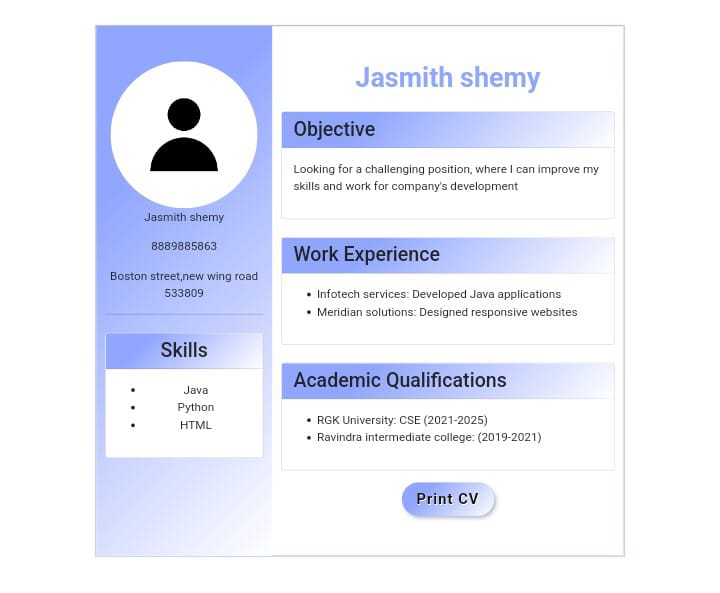 Jasmith shemy
8889885863
Boston street,new wing road
533809
Skills
Java
Python
HTML
Jasmith shemy
Objective
Looking for a challenging position, where I can improve my
skills and work for company's development
Work Experience
Infotech services: Developed Java applications
Meridian solutions: Designed responsive websites
Academic Qualifications
RGK University: CSE (2021-2025)
Ravindra intermediate college: (2019-2021)
Print CV